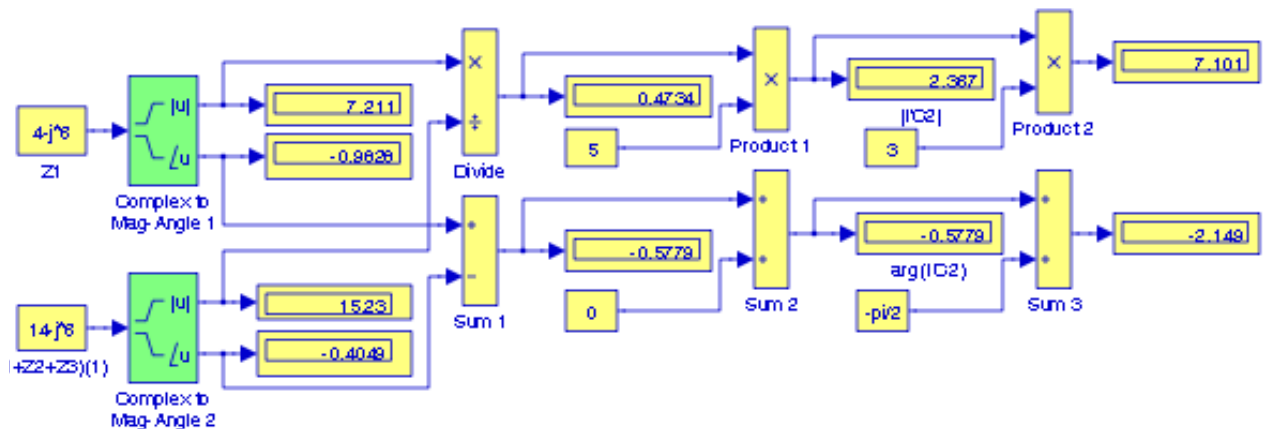 4-j*6
Z1
|u|
∠u
Complex to
Mag-Angle 1
7.211
-0.9828
×
÷
Divide
0.4734
5
×
Product 1
2.367
|IC2|
3
×
Product 2
7.101
14-j*6
+Z2+Z3)(1)
|u|
∠u
Complex to
Mag-Angle 2
15.23
-0.4049
+
-
Sum 1
-0.5779
0
+
+
Sum 2
-0.5779
arg(IC2)
-pi/2
+
+
Sum 3
-2.149